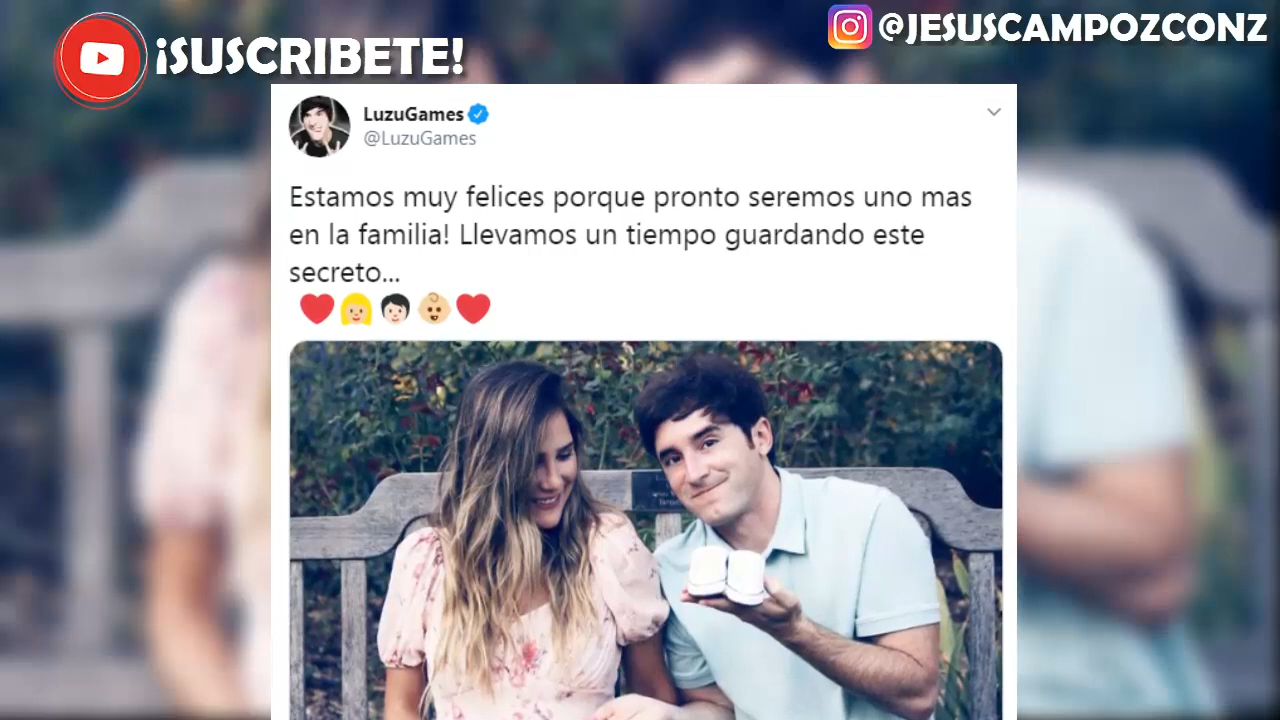 ¡SUSCRIBETE!
@JESUSCAMPOZCONZ
LuzuGames
@LuzuGames
Estamos muy felices porque pronto seremos uno mas
en la familia! Llevamos un tiempo guardando este
secreto...
❤️👱‍♀️👦🏻👶🏼❤️